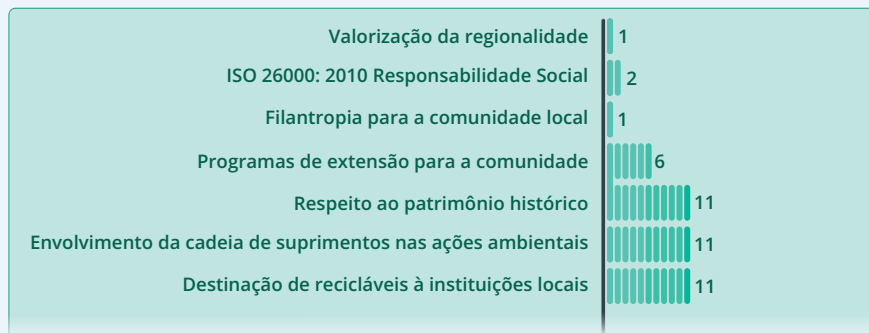 Valorização da regionalidade 1
ISO 26000: 2010 Responsabilidade Social 2
Filantropia para a comunidade local 1
Programas de extensão para a comunidade 6
Respeito ao patrimônio histórico 11
Envolvimento da cadeia de suprimentos nas ações ambientais 11
Destinação de recicláveis à instituições locais 11